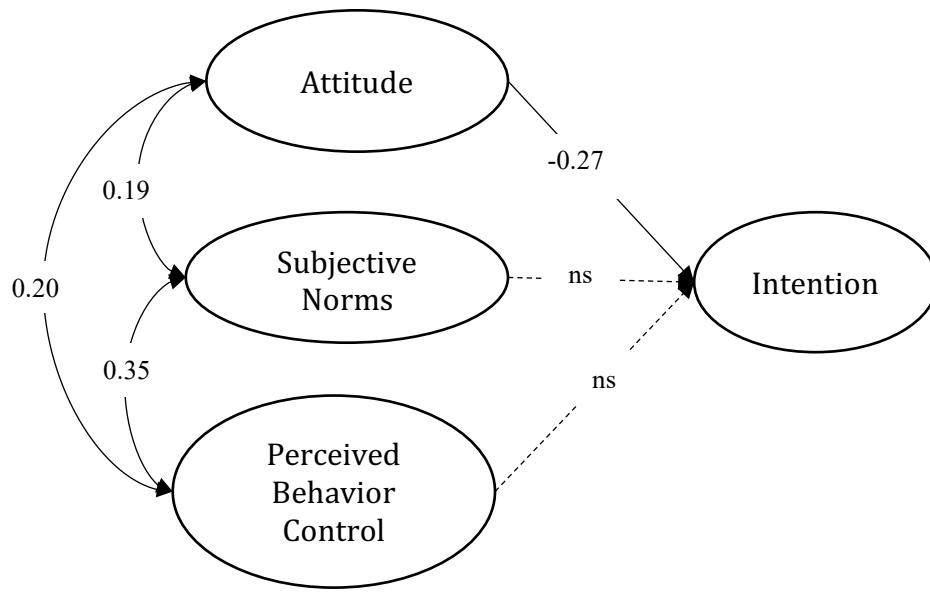 Attitude
-0.27
0.19
Subjective
Norms
ns
Intention
0.20
0.35
ns
Perceived
Behavior
Control